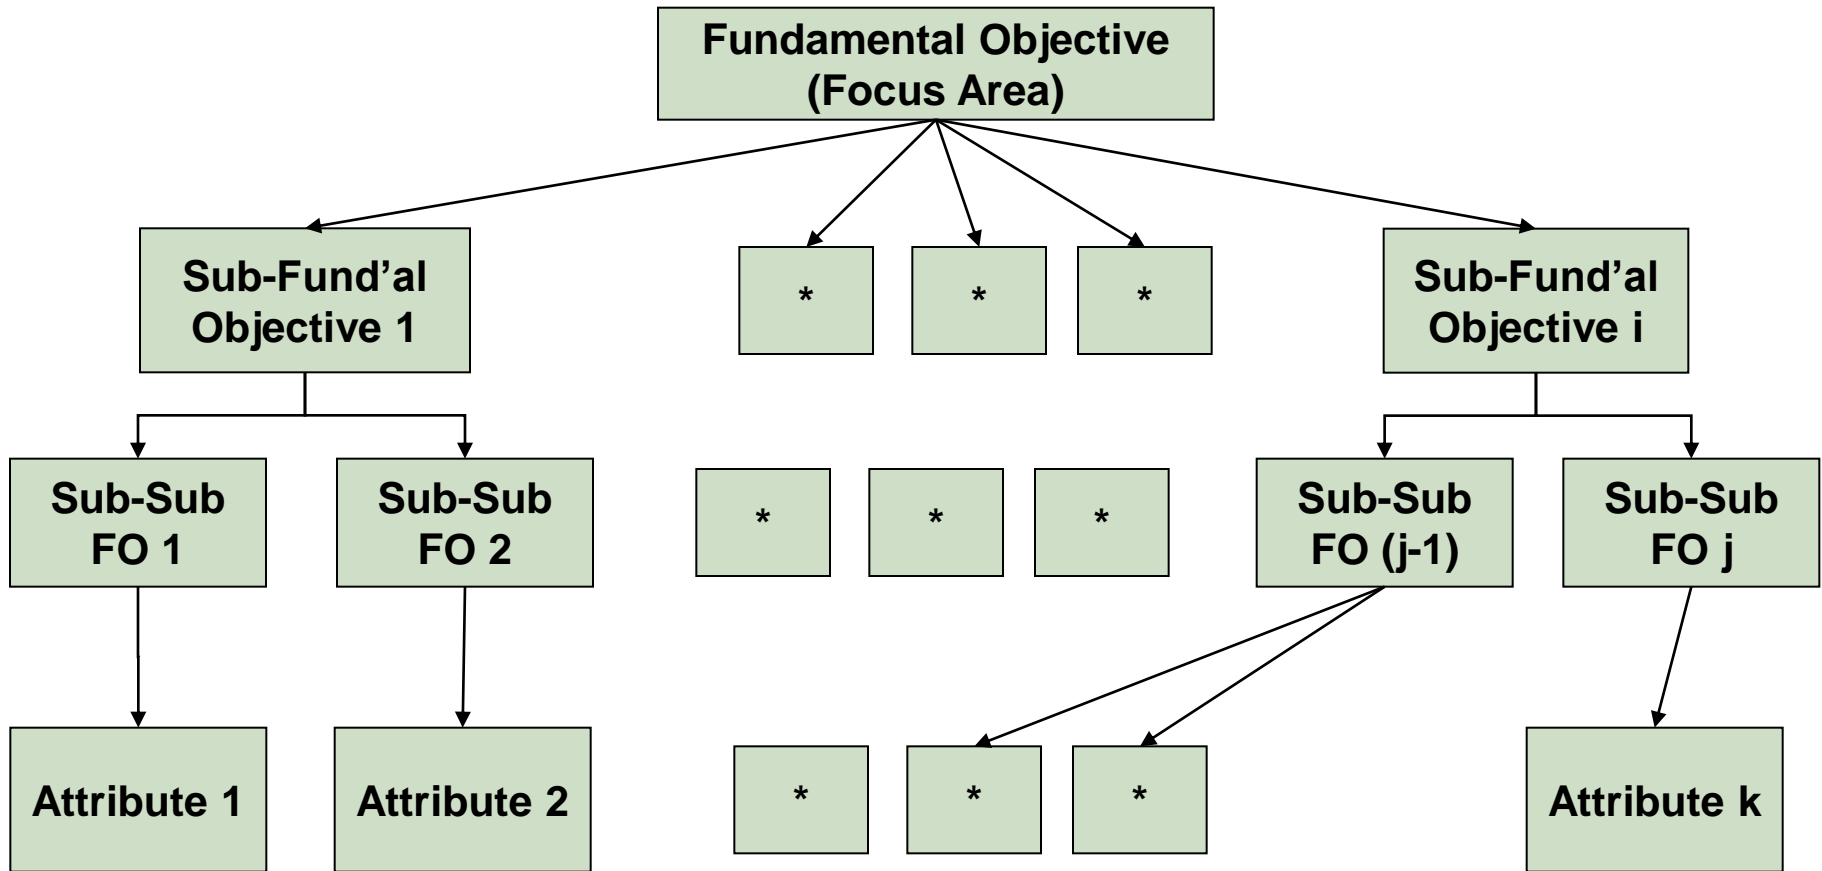 Fundamental Objective
(Focus Area)
Sub-Fund’al
Objective 1
*
*
*
Sub-Fund’al
Objective i
Sub-Sub
FO 1
Sub-Sub
FO 2
*
*
*
Sub-Sub
FO (j-1)
Sub-Sub
FO j
Attribute 1
Attribute 2
*
*
*
Attribute k